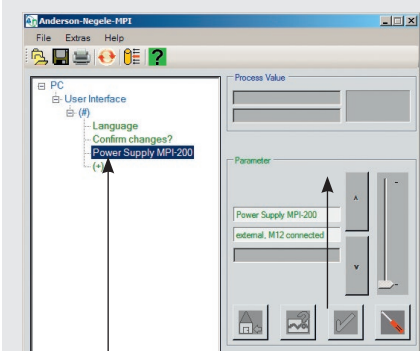 Anderson-Negele-MPI
File Extras Help
PC
User Interface
(#)
Language
Confirm changes?
Power Supply MPI-200
(+)
Process Value
Parameter
Power Supply MPI-200
external, M12 connected